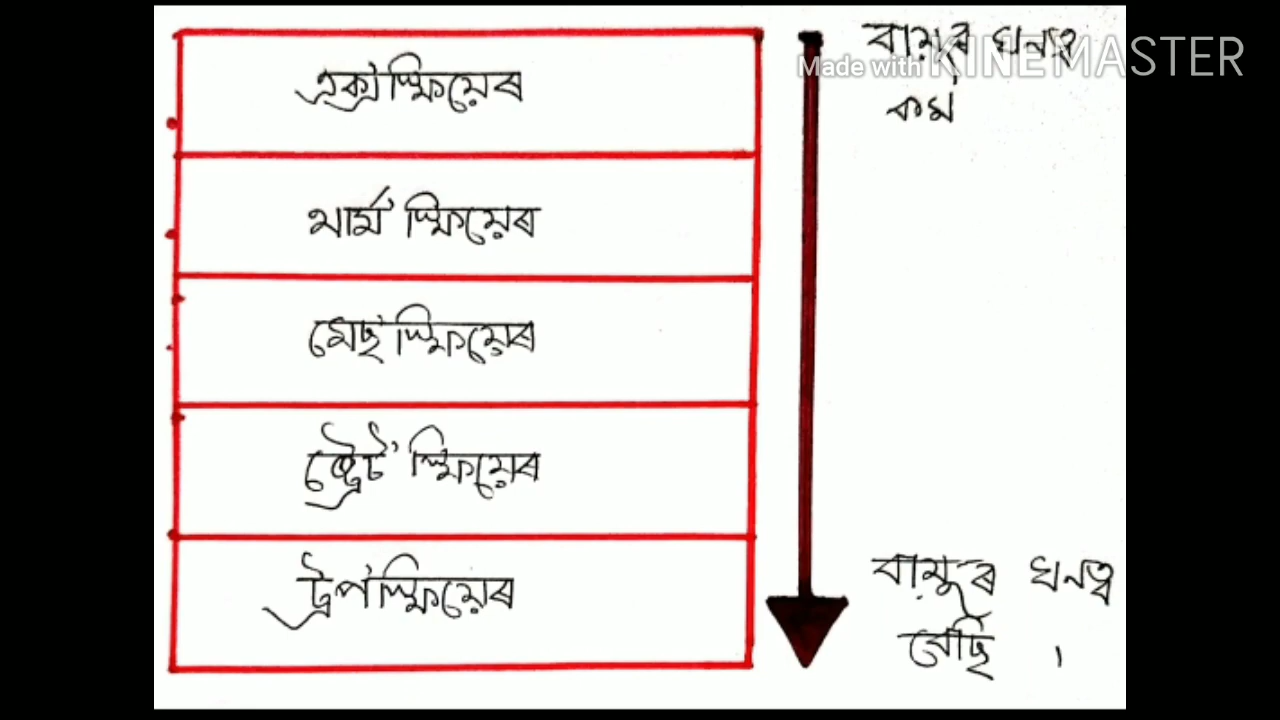 এক্স'স্ফিয়েৰ
থাৰ্ম'স্ফিয়েৰ
মেছ'স্ফিয়েৰ
ষ্ট্ৰেট'স্ফিয়েৰ
ট্ৰপ'স্ফিয়েৰ
বায়ুৰ ঘনত্ব
কম
Made with KINEMASTER
বায়ুৰ ঘনত্ব
বেছি ।